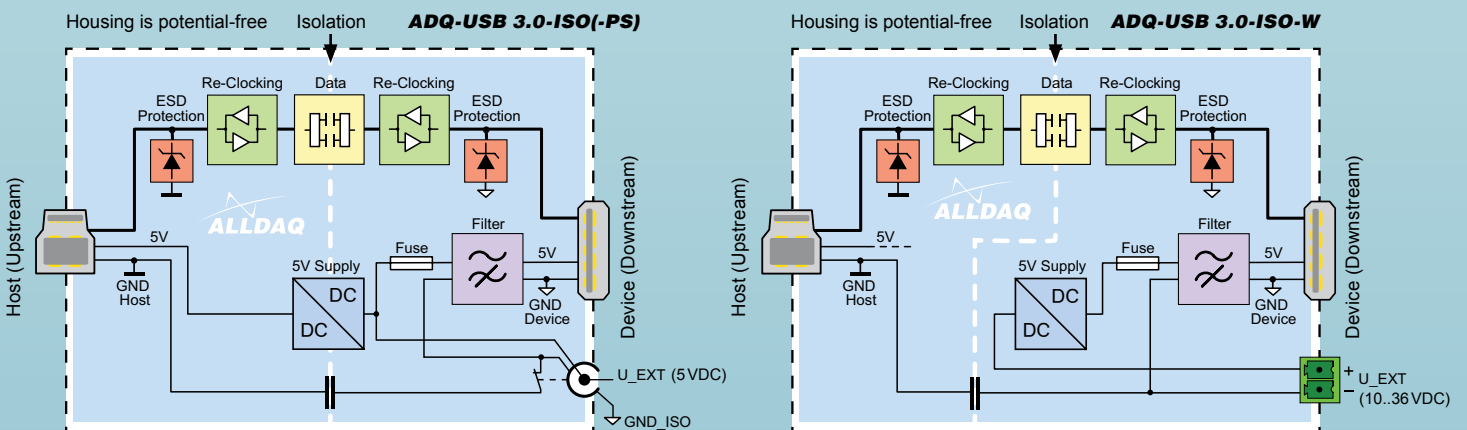 Housing is potential-free
Isolation
ADQ-USB 3.0-ISO(-PS)
Re-Clocking
Data
Re-Clocking
ESD
Protection
ESD
Protection
ALLDAQ
Host (Upstream)
Device (Downstream)
5V
GND
Host
5V Supply
DC
DC
Fuse
Filter
5V
GND
Device
U_EXT (5VDC)
GND_ISO
Housing is potential-free
Isolation
ADQ-USB 3.0-ISO-W
Re-Clocking
Data
Re-Clocking
ESD
Protection
ESD
Protection
ALLDAQ
Host (Upstream)
Device (Downstream)
5V
GND
Host
5V Supply
DC
DC
Fuse
Filter
5V
GND
Device
+
U_EXT
–
(10..36VDC)